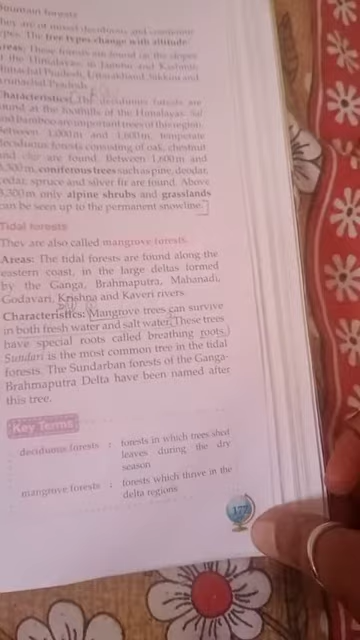 Mountain forests
They are of mixed deciduous and coniferous
types. The tree types change with altitude.
Areas: These forests are found on the slopes
of the Himalayas, in Jammu and Kashmir,
Himachal Pradesh, Uttarakhand, Sikkim and
Arunachal Pradesh.
Characteristics: The deciduous forests are
found at the foothills of the Himalayas. Sal
and bamboo are important trees of this region.
Between 1,000 m and 1,600 m, temperate
deciduous forests consisting of oak, chestnut
and are found. Between 1,600 m and
3,300 m, coniferous trees such as pine, deodar,
cedar, spruce and silver fir are found. Above
3,300 m, only alpine shrubs and grasslands
can be seen up to the permanent snowline.
Tidal forests
They are also called mangrove forests.
Areas: The tidal forests are found along the
eastern coast, in the large deltas formed
by the Ganga, Brahmaputra, Mahanadi,
Godavari, Krishna and Kaveri rivers.
Characteristics: Mangrove trees can survive
in both fresh water and salt water. These trees
have special roots called breathing roots.
Sundari is the most common tree in the tidal
forests. The Sundarban forests of the Ganga-
Brahmaputra Delta have been named after
this tree.
Key Terms
deciduous forests : forests in which trees shed
leaves during the dry
season
mangrove forests : forests which thrive in the
delta regions
177